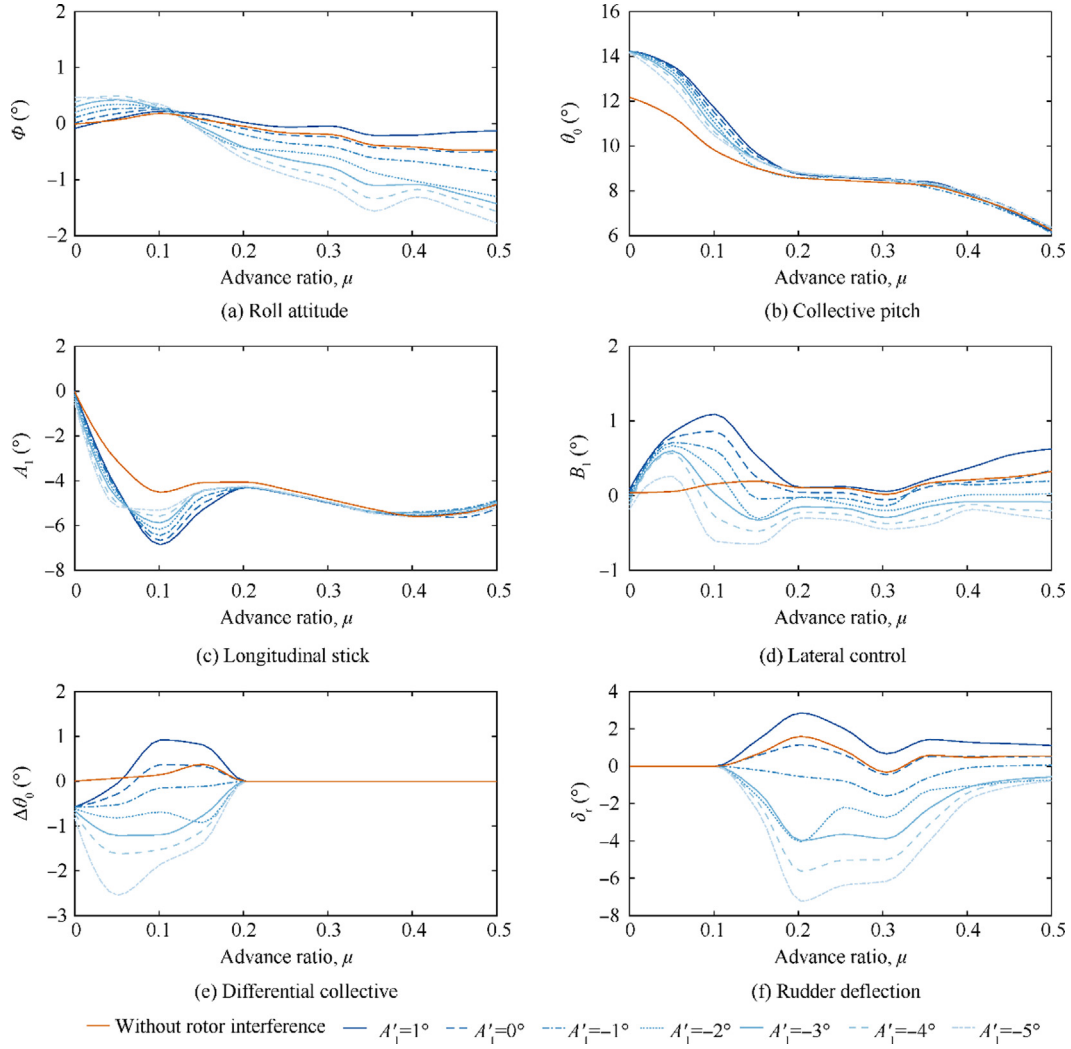 2
1
0
−1
−2
Φ (°)
0
0.1
0.2
0.3
0.4
0.5
Advance ratio, μ
(a) Roll attitude
16
14
12
10
8
6
θ₀ (°)
0
0.1
0.2
0.3
0.4
0.5
Advance ratio, μ
(b) Collective pitch
2
0
−2
−4
−6
−8
A₁ (°)
0
0.1
0.2
0.3
0.4
0.5
Advance ratio, μ
(c) Longitudinal stick
2
1
0
−1
B₁ (°)
0
0.1
0.2
0.3
0.4
0.5
Advance ratio, μ
(d) Lateral control
2
1
0
−1
−2
−3
Δθ₀ (°)
0
0.1
0.2
0.3
0.4
0.5
Advance ratio, μ
(e) Differential collective
4
2
0
−2
−4
−6
−8
δᵣ (°)
0
0.1
0.2
0.3
0.4
0.5
Advance ratio, μ
(f) Rudder deflection
Without rotor interference
A′₁=1°
A′₁=0°
A′₁=−1°
A′₁=−2°
A′₁=−3°
A′₁=−4°
A′₁=−5°